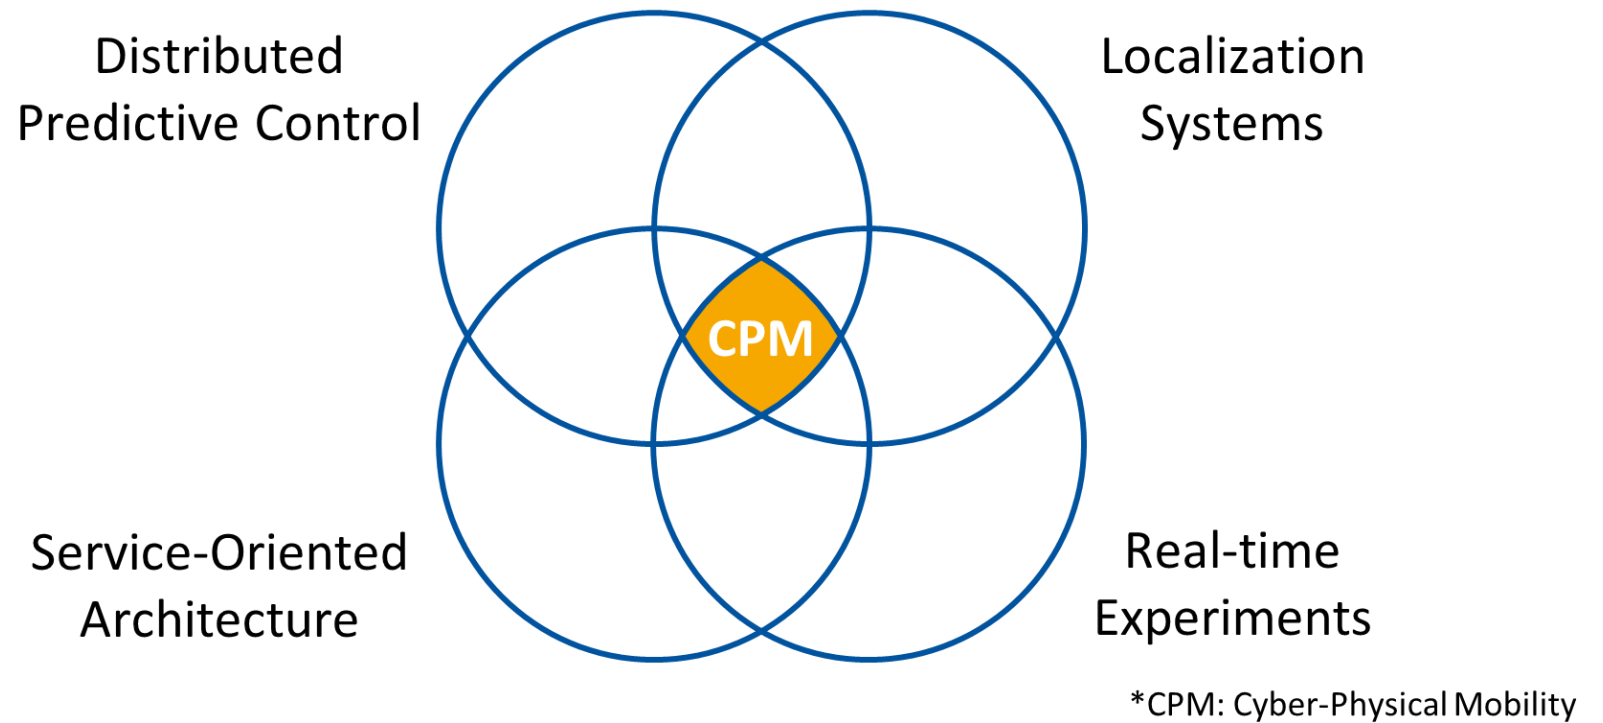 Distributed
Predictive Control
Localization
Systems
CPM
Service-Oriented
Architecture
Real-time
Experiments
*CPM: Cyber-Physical Mobility